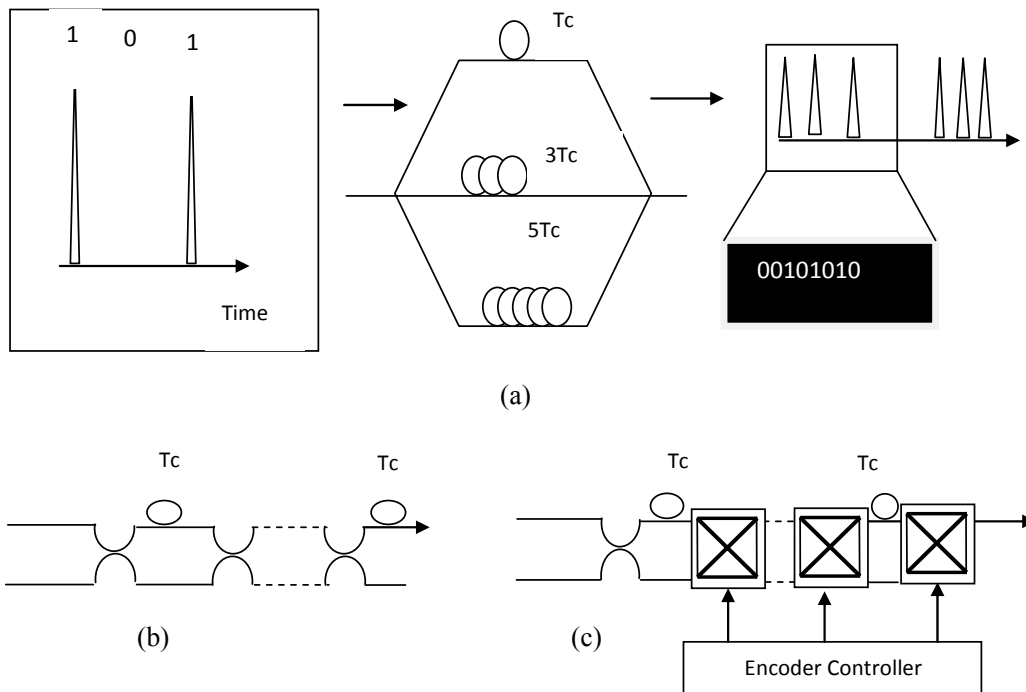 1 0 1
Time
Tc
3Tc
5Tc
00101010
(a)
Tc Tc
(b)
Tc Tc
(c)
Encoder Controller